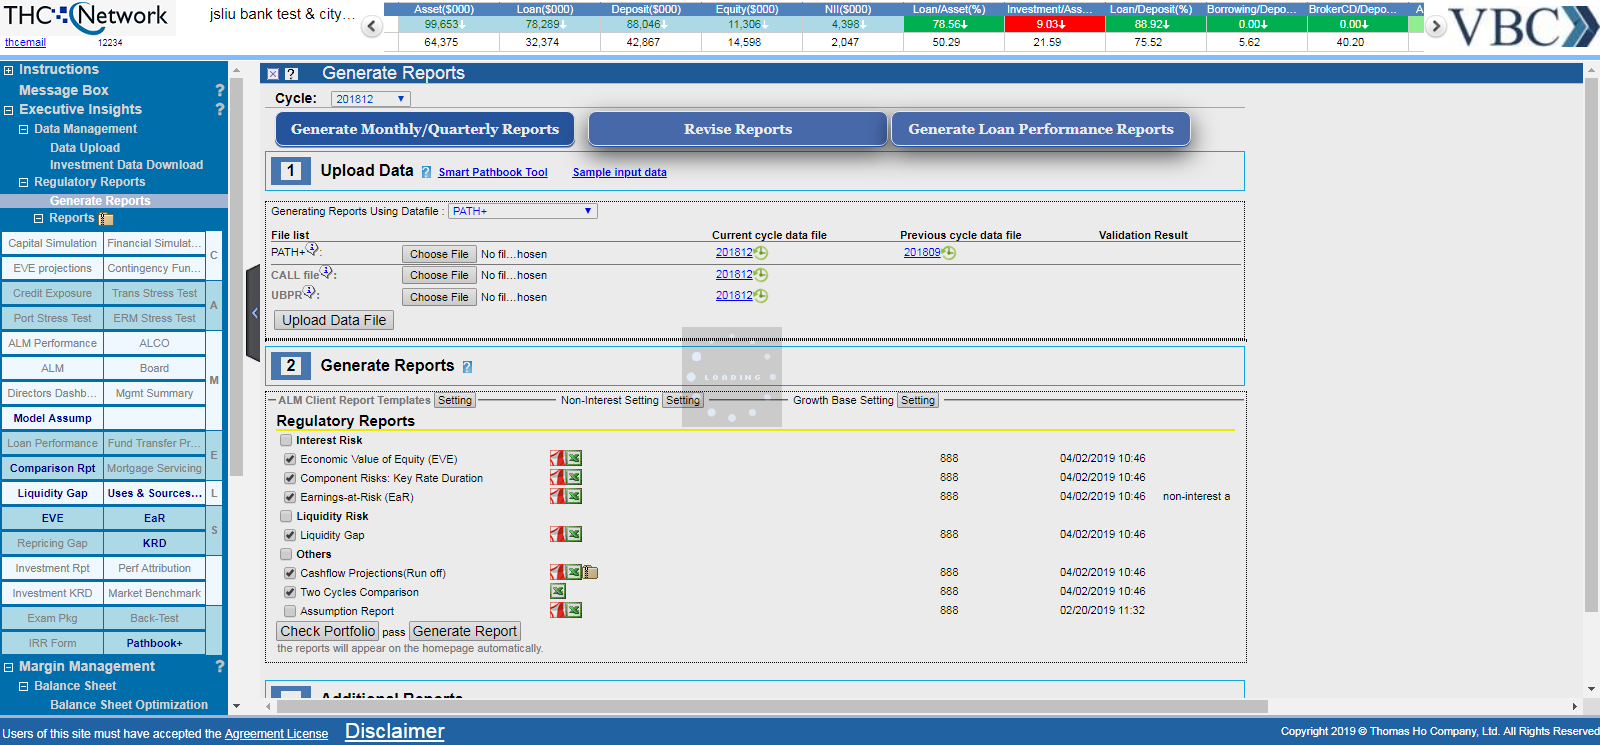 THC Network
thcemail
12234
jsliu bank test & city...
Asset($000) Loan($000) Deposit($000) Equity($000) NII($000) Loan/Asset(%) Investment/Ass... Loan/Deposit(%) Borrowing/Depo... BrokerCD/Depo... A
99,653↓ 78,289↓ 88,046↓ 11,306↓ 4,398↓ 78.56↓ 9.03↓ 88.92↓ 0.00↓ 0.00↓
64,375 32,374 42,867 14,598 2,047 50.29 21.59 75.52 5.62 40.20
VBC
Instructions
Message Box ?
Executive Insights ?
Data Management
Data Upload
Investment Data Download
Regulatory Reports
Generate Reports
Reports
Capital Simulation Financial Simulat...
C
EVE projections Contingency Fun...
Credit Exposure Trans Stress Test
A
Port Stress Test ERM Stress Test
ALM Performance ALCO
ALM Board
M
Directors Dashb... Mgmt Summary
Model Assump
Loan Performance Fund Transfer Pr...
E
Comparison Rpt Mortgage Servicing
Liquidity Gap Uses & Sources... L
EVE EaR
S
Repricing Gap KRD
Investment Rpt Perf Attribution
Investment KRD Market Benchmark
Exam Pkg Back-Test
IRR Form Pathbook+
Margin Management ?
Balance Sheet
Balance Sheet Optimization
? Generate Reports
Cycle: 201812
Generate Monthly/Quarterly Reports Revise Reports Generate Loan Performance Reports
1 Upload Data ? Smart Pathbook Tool Sample input data
Generating Reports Using Datafile : PATH+
File list Current cycle data file Previous cycle data file Validation Result
PATH+ : Choose File No fil...hosen 201812 201809
CALL file : Choose File No fil...hosen 201812
UBPR : Choose File No fil...hosen 201812
Upload Data File
LOADING
2 Generate Reports ?
ALM Client Report Templates Setting Non-Interest Setting Setting Growth Base Setting Setting
Regulatory Reports
Interest Risk
Economic Value of Equity (EVE) 888 04/02/2019 10:46
Component Risks: Key Rate Duration 888 04/02/2019 10:46
Earnings-at-Risk (EaR) 888 04/02/2019 10:46 non-interest a
Liquidity Risk
Liquidity Gap 888 04/02/2019 10:46
Others
Cashflow Projections(Run off) 888 04/02/2019 10:46
Two Cycles Comparison 888 04/02/2019 10:46
Assumption Report 888 02/20/2019 11:32
Check Portfolio pass Generate Report
the reports will appear on the homepage automatically.
Additional Reports
Users of this site must have accepted the Agreement License Disclaimer
Copyright 2019 © Thomas Ho Company, Ltd. All Rights Reserved